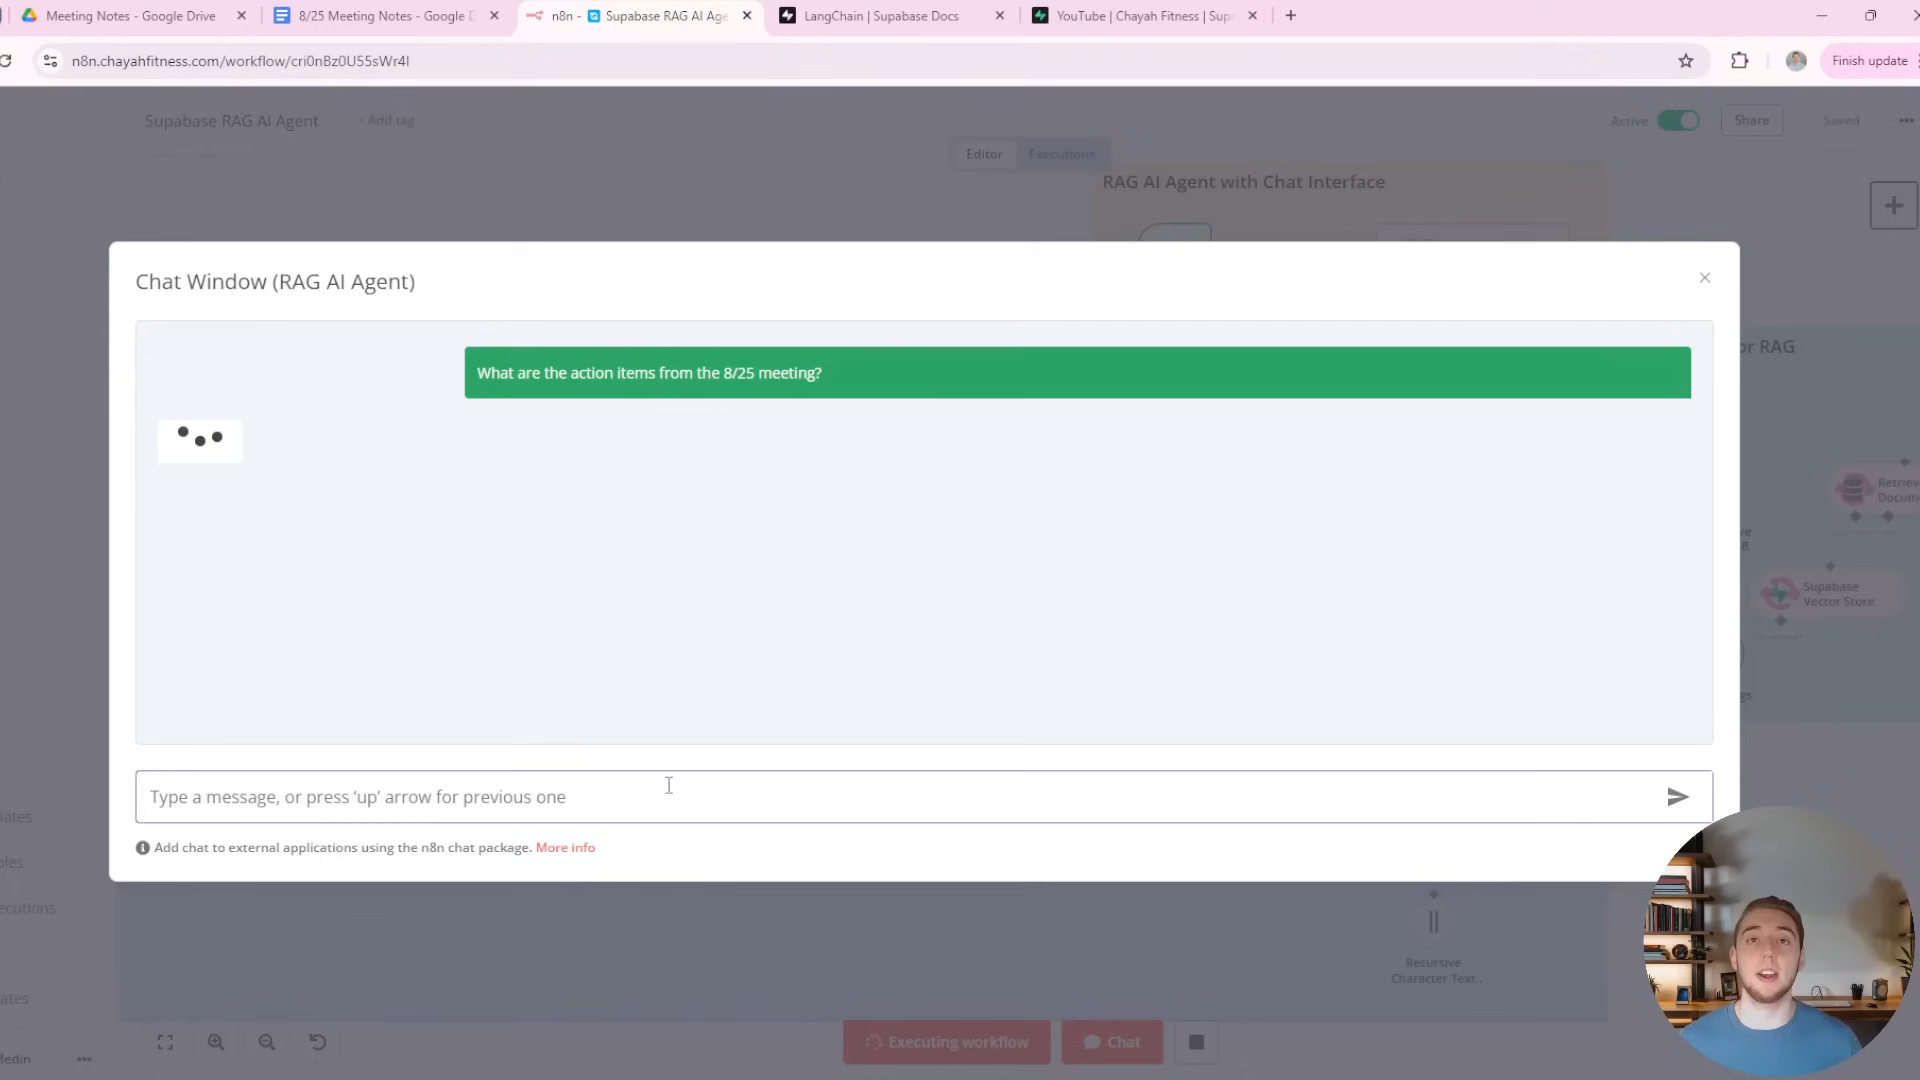 Meeting Notes - Google Drive
8/25 Meeting Notes - Google D
n8n - Supabase RAG AI Age
LangChain | Supabase Docs
YouTube | Chayah Fitness | Sup
n8n.chayahfitness.com/workflow/cri0nBz0U55sWr4I
Finish update
Supabase RAG AI Agent
+ Add tag
Active
Share
Saved
Editor
Executions
RAG AI Agent with Chat Interface
or RAG
Chat Window (RAG AI Agent)
What are the action items from the 8/25 meeting?
Retrieve
Docum
Supabase
Vector Store
Type a message, or press ‘up’ arrow for previous one
Add chat to external applications using the n8n chat package. More info
lates
bles
ecutions
Recursive
Character Text...
ates
Medin
Executing workflow
Chat